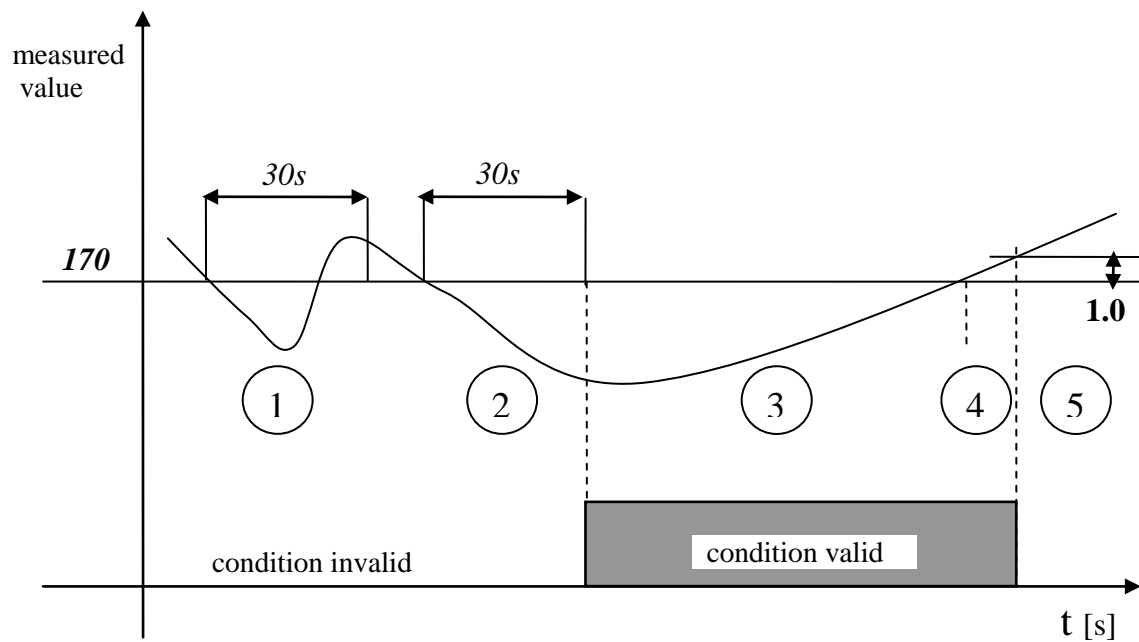 measured
value
30s
30s
170
1.0
1
2
3
4
5
condition invalid
condition valid
t [s]